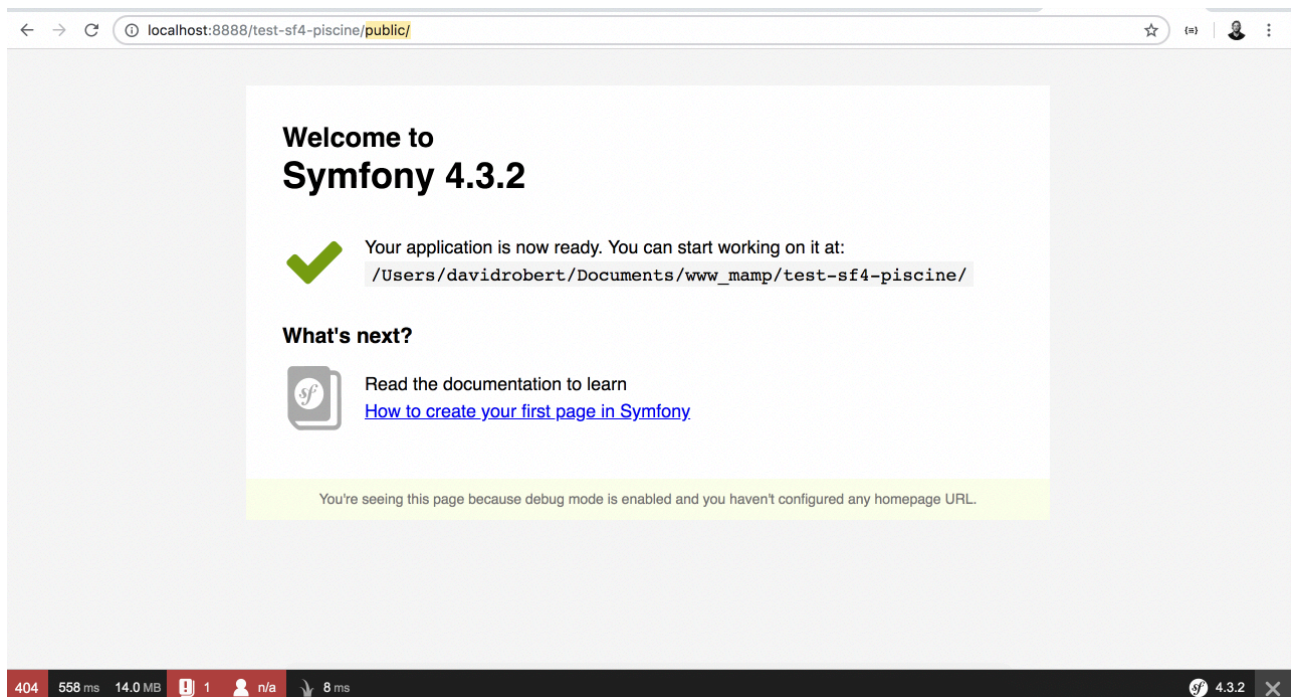 localhost:8888/test-sf4-piscine/public/
Welcome to
Symfony 4.3.2
Your application is now ready. You can start working on it at:
/Users/davidrobert/Documents/www_mamp/test-sf4-piscine/
What's next?
sf
Read the documentation to learn
How to create your first page in Symfony
You're seeing this page because debug mode is enabled and you haven't configured any homepage URL.
404 558 ms 14.0 MB 1 n/a 8 ms sf 4.3.2